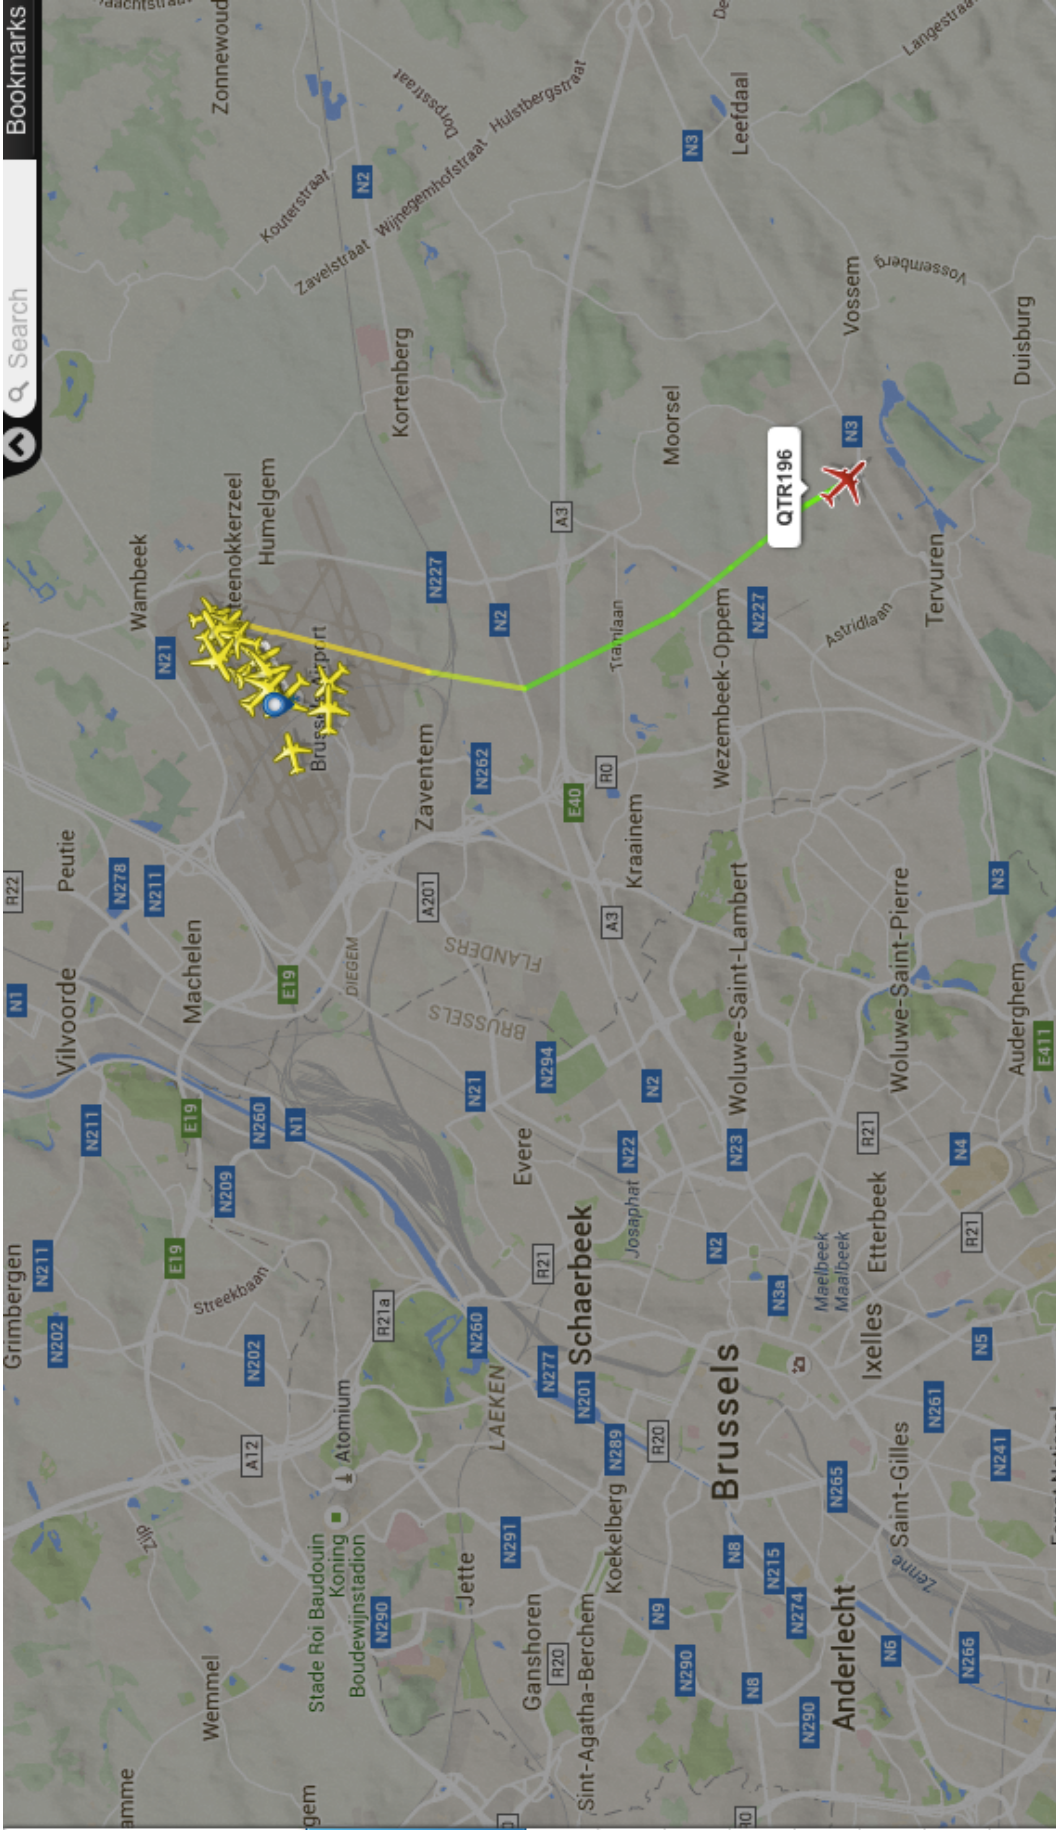 Bookmarks
Search
Grimbergen
N211
N202
N211
Vilvoorde
N1
R22
Peutie
N278
N211
Wambeek
N21
Steenokkerzeel
Humelgem
Zonnewoud
Machelen
E19
E19
E19
N209
N260
N1
Streekbaan
N202
A12
R21a
Wemmel
Stade Roi Baudouin
Koning
Boudewijnstadion
Atomium
N290
DIEGEM
Brussels Airport
Kouterstraat
Zavelstraat
Wijnegemhofstraat
Dorpsstraat
Hulstbergstraat
N2
Kortenberg
Zaventem
N262
N227
N2
A201
FLANDERS
BRUSSELS
N21
N294
Evere
LAEKEN
N260
N277
Jette
N291
Ganshoren
R20
Sint-Agatha-Berchem
Koekelberg
N289
N201
Schaerbeek
R21
N22
Josaphat
N2
A3
E40
R0
A3
Kraainem
Tramlaan
Moorsel
N3
Leefdaal
Langestraat
Wezembeek-Oppem
N227
QTR196
N3
Vossem
Vossemberg
Duisburg
Tervuren
Astridlaan
Woluwe-Saint-Lambert
Woluwe-Saint-Pierre
N23
N2
N3a
Maelbeek
Maalbeek
Etterbeek
R21
N4
R21
Auderghem
E411
N3
Brussels
R20
Ixelles
N5
N261
N241
Saint-Gilles
N265
Zenne
N8
N215
N274
N9
N290
N8
N290
Anderlecht
N6
N266
Zijp